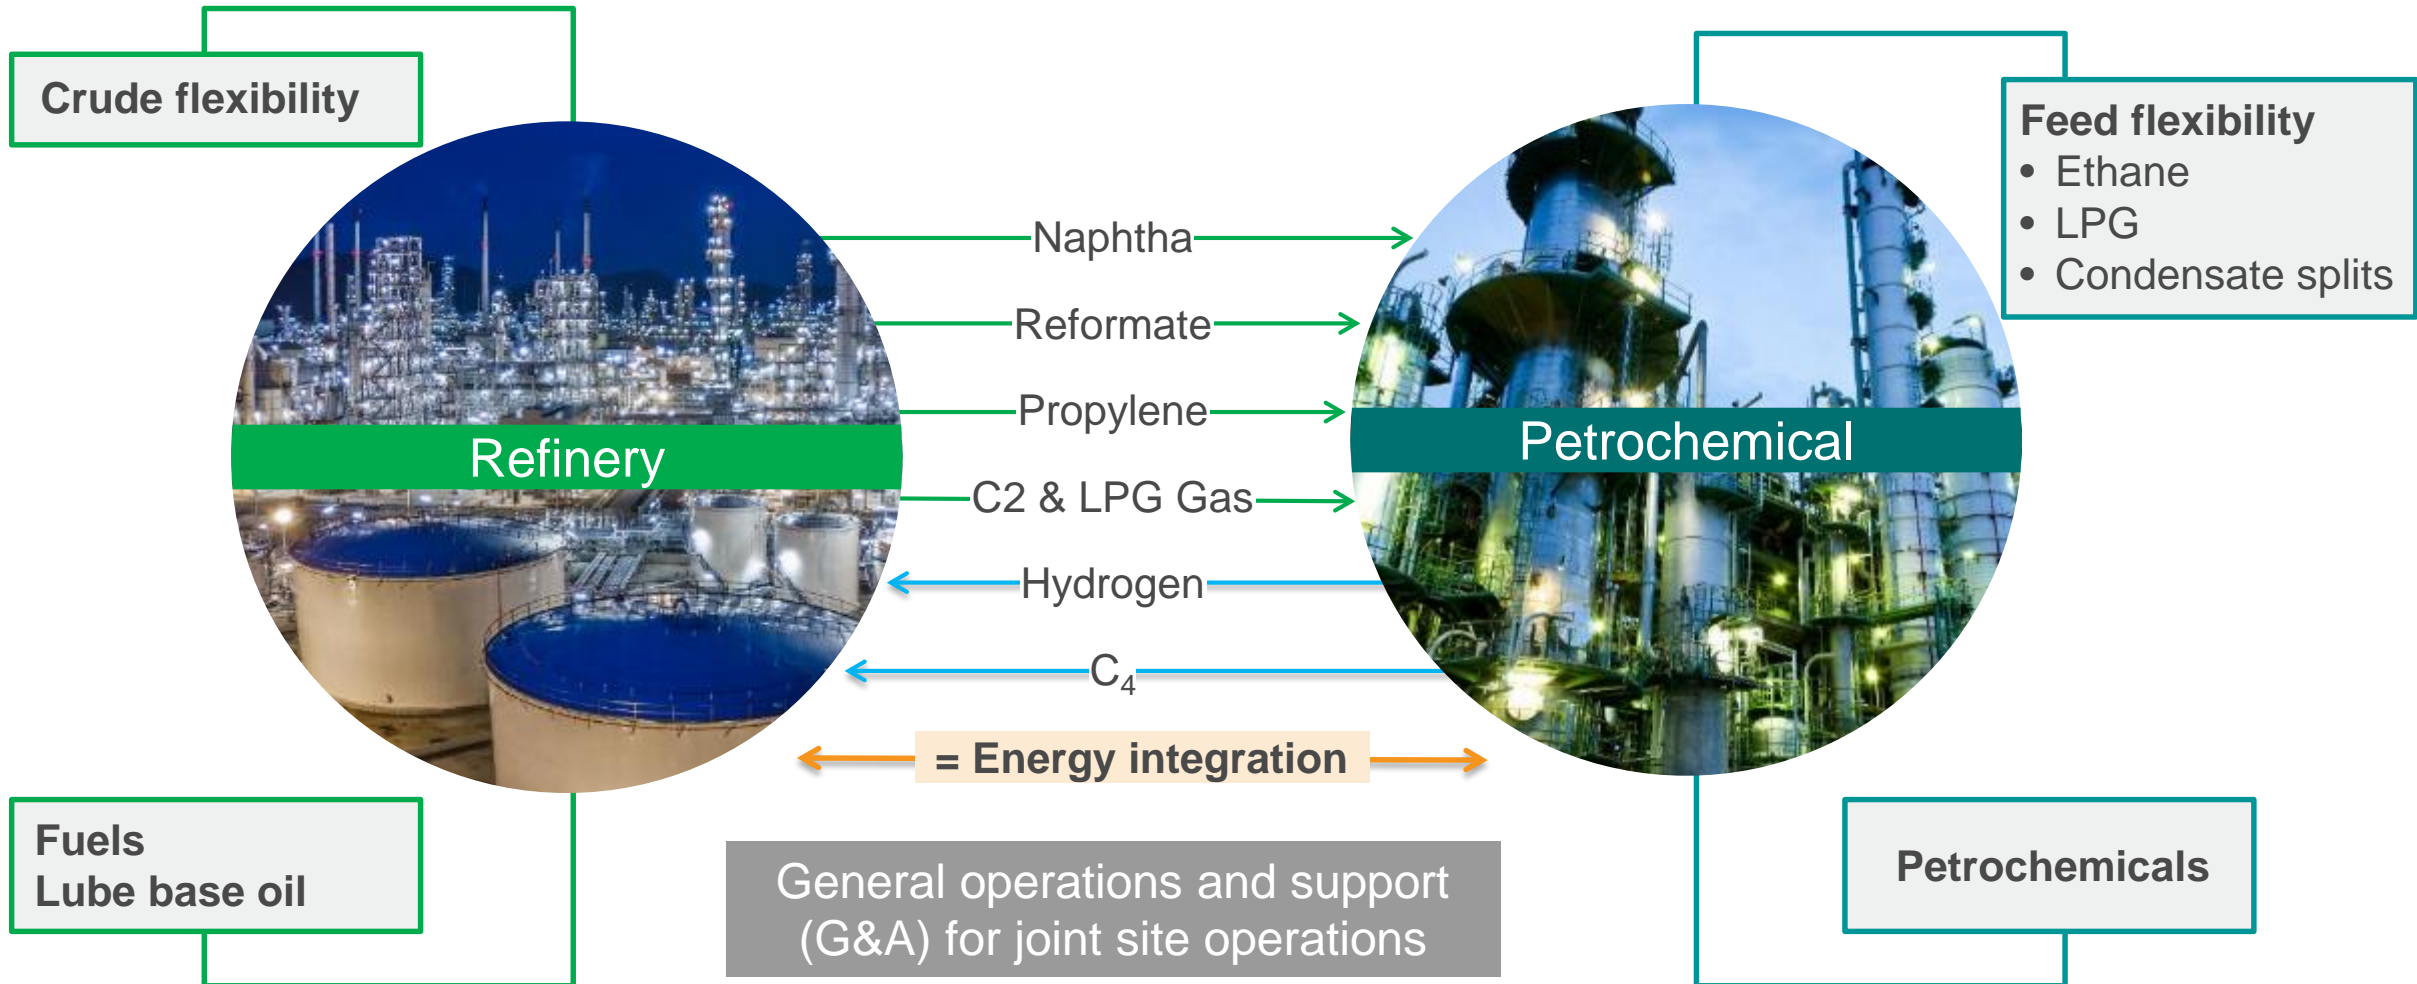 Crude flexibility
Refinery
Fuels
Lube base oil
Naphtha
Reformate
Propylene
C2 & LPG Gas
Hydrogen
C₄
= Energy integration
General operations and support
(G&A) for joint site operations
Feed flexibility
• Ethane
• LPG
• Condensate splits
Petrochemical
Petrochemicals